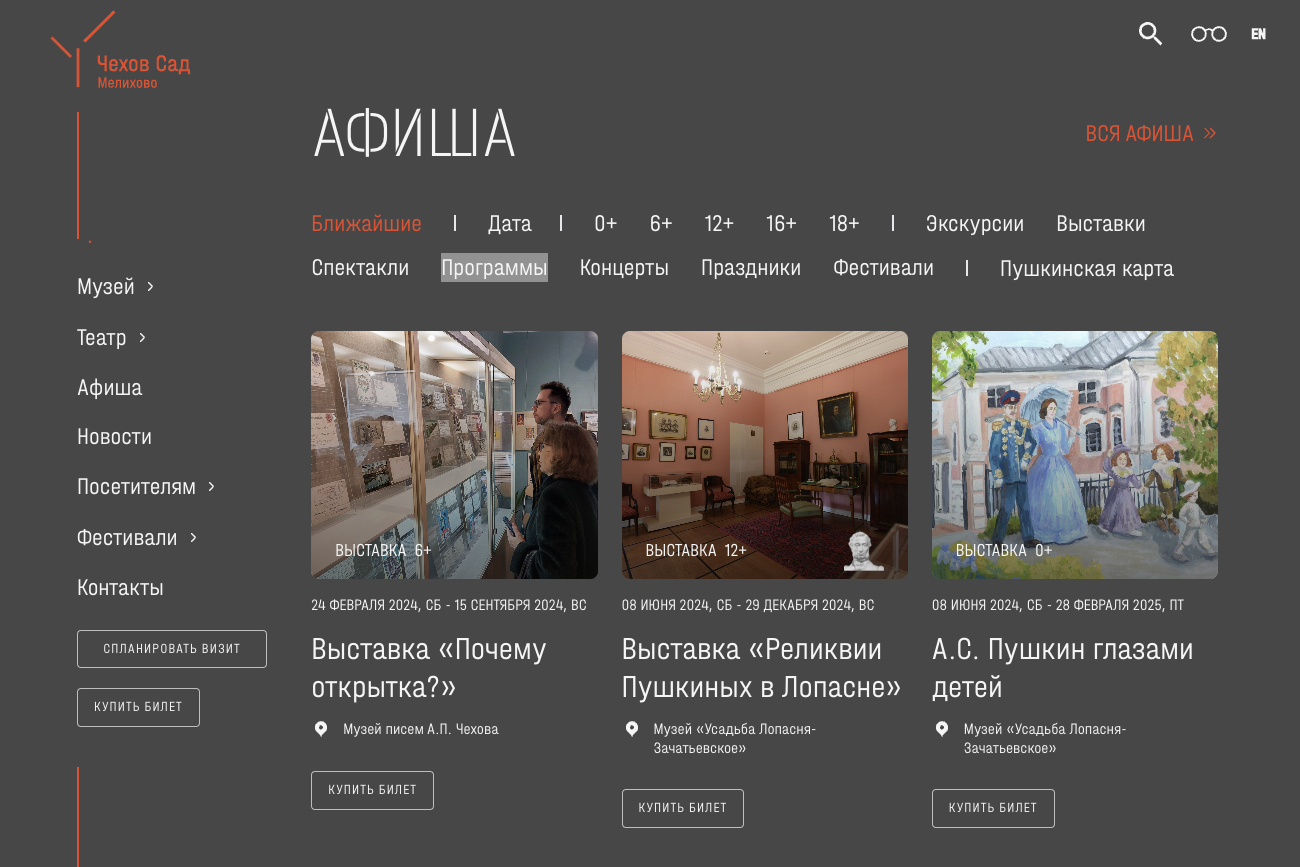 Чехов Сад
Мелихово
EN
АФИША
ВСЯ АФИША »
Ближайшие | Дата | 0+ 6+ 12+ 16+ 18+ | Экскурсии Выставки
Спектакли Программы Концерты Праздники Фестивали | Пушкинская карта
Музей ›
Театр ›
Афиша
Новости
Посетителям ›
Фестивали ›
Контакты
СПЛАНИРОВАТЬ ВИЗИТ
КУПИТЬ БИЛЕТ
ВЫСТАВКА 6+
24 ФЕВРАЛЯ 2024, СБ - 15 СЕНТЯБРЯ 2024, ВС
Выставка «Почему
открытка?»
Музей писем А.П. Чехова
КУПИТЬ БИЛЕТ
ВЫСТАВКА 12+
08 ИЮНЯ 2024, СБ - 29 ДЕКАБРЯ 2024, ВС
Выставка «Реликвии
Пушкиных в Лопасне»
Музей «Усадьба Лопасня-
Зачатьевское»
КУПИТЬ БИЛЕТ
ВЫСТАВКА 0+
08 ИЮНЯ 2024, СБ - 28 ФЕВРАЛЯ 2025, ПТ
А.С. Пушкин глазами
детей
Музей «Усадьба Лопасня-
Зачатьевское»
КУПИТЬ БИЛЕТ